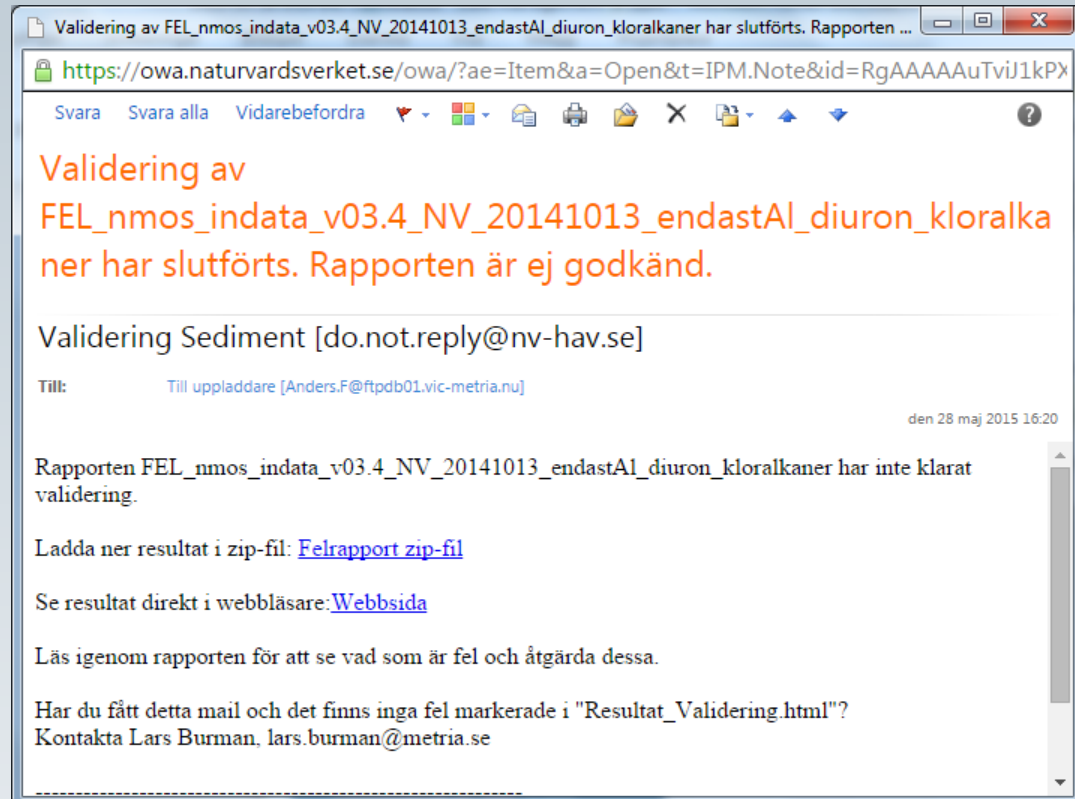 Validering av FEL_nmos_indata_v03.4_NV_20141013_endastAl_diuron_kloralkaner har slutförts. Rapporten ...
https://owa.naturvardsverket.se/owa/?ae=Item&a=Open&t=IPM.Note&id=RgAAAAAuTviJ1kPX
Svara Svara alla Vidarebefordra
Validering av
FEL_nmos_indata_v03.4_NV_20141013_endastAl_diuron_kloralka
ner har slutförts. Rapporten är ej godkänd.
Validering Sediment [do.not.reply@nv-hav.se]
Till: Till uppladdare [Anders.F@ftpdb01.vic-metria.nu]
den 28 maj 2015 16:20
Rapporten FEL_nmos_indata_v03.4_NV_20141013_endastAl_diuron_kloralkaner har inte klarat
validering.
Ladda ner resultat i zip-fil: Felrapport zip-fil
Se resultat direkt i webbläsare:Webbsida
Läs igenom rapporten för att se vad som är fel och åtgärda dessa.
Har du fått detta mail och det finns inga fel markerade i "Resultat_Validering.html"?
Kontakta Lars Burman, lars.burman@metria.se
------------------------------------------------------------